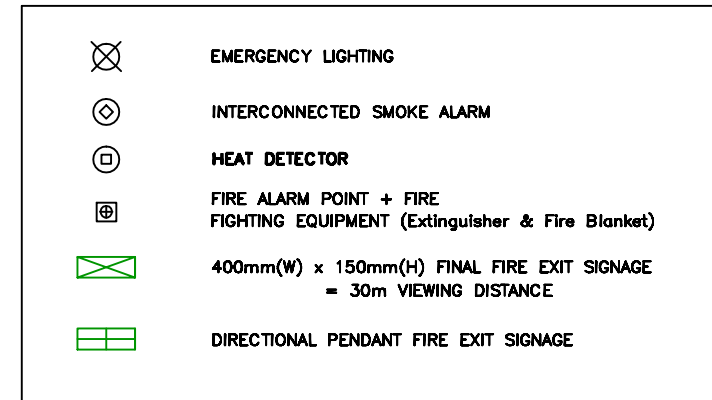 EMERGENCY LIGHTING
INTERCONNECTED SMOKE ALARM
HEAT DETECTOR
FIRE ALARM POINT + FIRE
FIGHTING EQUIPMENT (Extinguisher & Fire Blanket)
400mm(W) x 150mm(H) FINAL FIRE EXIT SIGNAGE
= 30m VIEWING DISTANCE
DIRECTIONAL PENDANT FIRE EXIT SIGNAGE